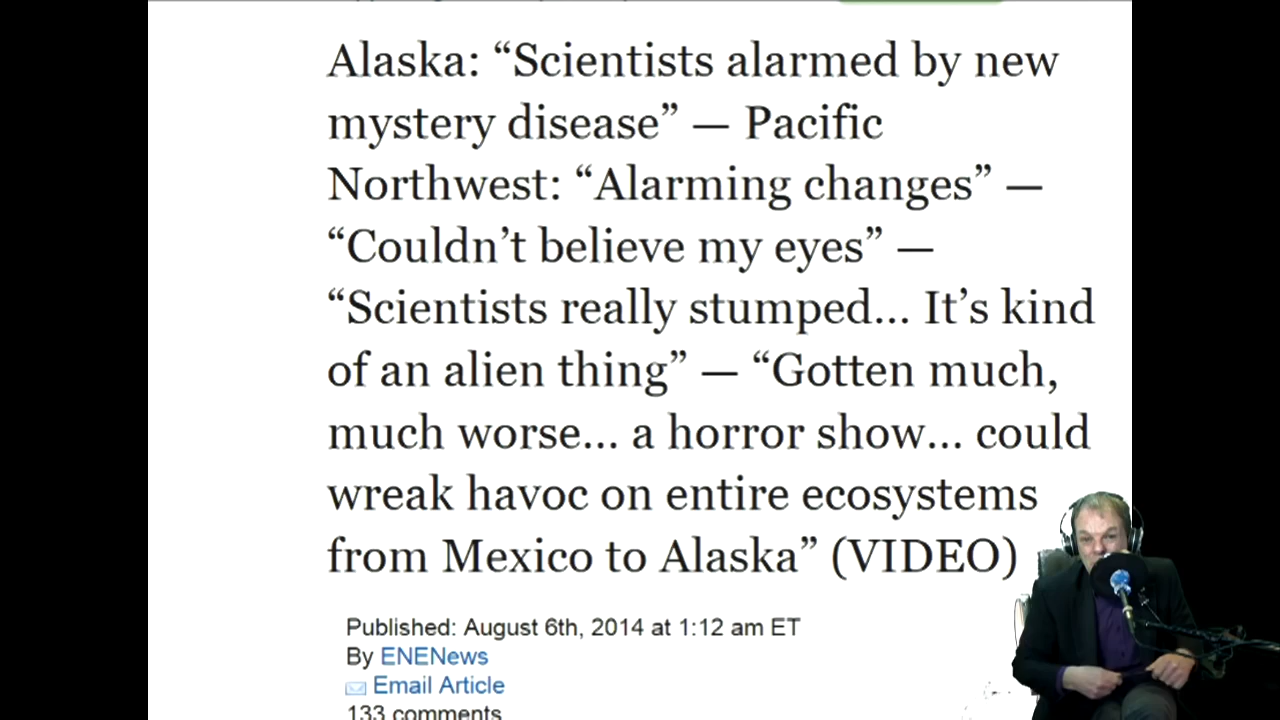 Alaska: “Scientists alarmed by new
mystery disease” — Pacific
Northwest: “Alarming changes” —
“Couldn’t believe my eyes” —
“Scientists really stumped... It’s kind
of an alien thing” — “Gotten much,
much worse... a horror show... could
wreak havoc on entire ecosystems
from Mexico to Alaska” (VIDEO)
Published: August 6th, 2014 at 1:12 am ET
By ENENews
Email Article
133 comments